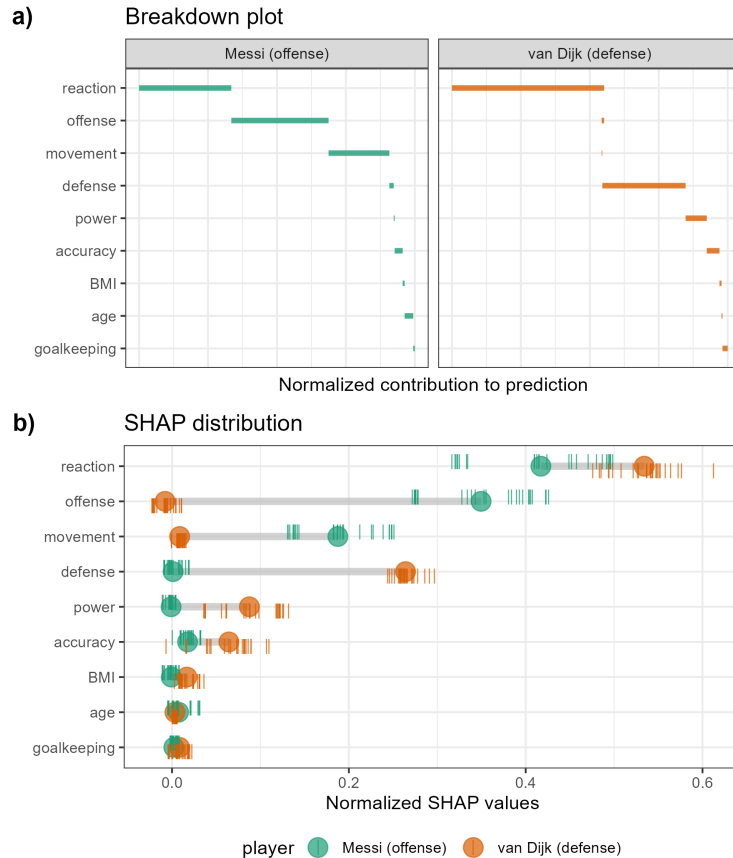 a) Breakdown plot
Messi (offense) van Dijk (defense)
reaction
offense
movement
defense
power
accuracy
BMI
age
goalkeeping
Normalized contribution to prediction
b) SHAP distribution
reaction
offense
movement
defense
power
accuracy
BMI
age
goalkeeping
0.0 0.2 0.4 0.6
Normalized SHAP values
player Messi (offense) van Dijk (defense)